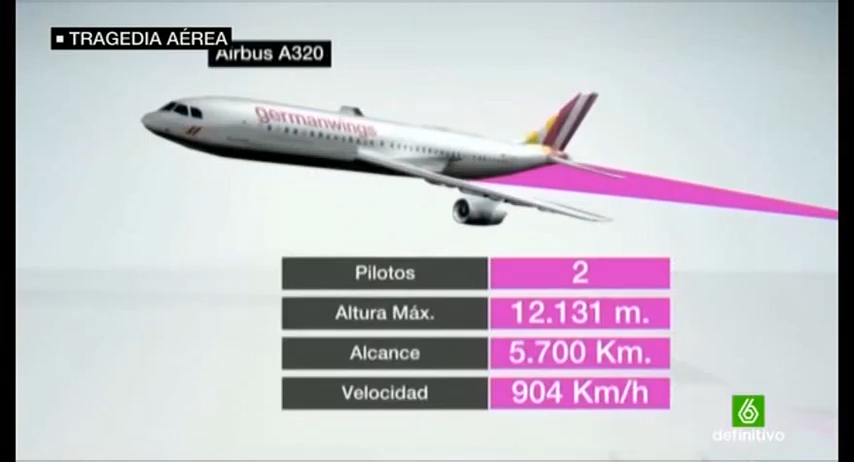 TRAGEDIA AÉREA
Airbus A320
germanwings
Pilotos 2
Altura Máx. 12.131 m.
Alcance 5.700 Km.
Velocidad 904 Km/h
6
definitivo